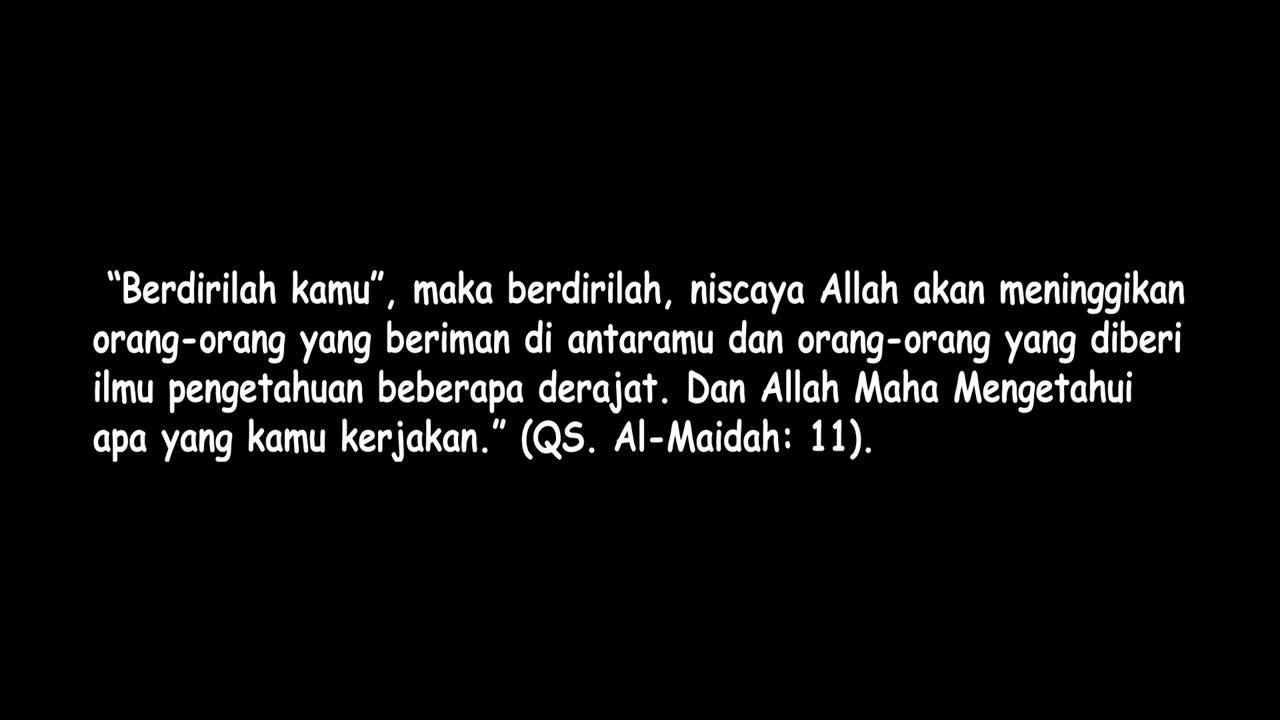 “Berdirilah kamu”, maka berdirilah, niscaya Allah akan meninggikan
orang-orang yang beriman di antaramu dan orang-orang yang diberi
ilmu pengetahuan beberapa derajat. Dan Allah Maha Mengetahui
apa yang kamu kerjakan.” (QS. Al-Maidah: 11).